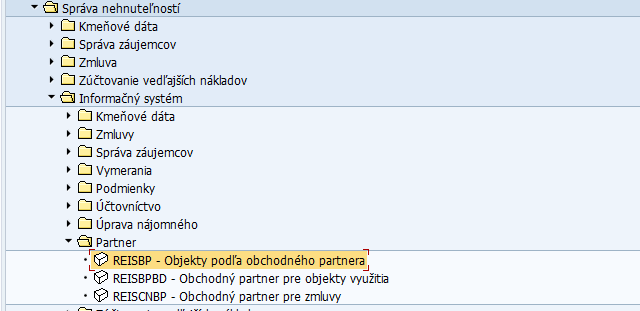 Správa nehnuteľností
Kmeňové dáta
Správa záujemcov
Zmluva
Zúčtovanie vedľajších nákladov
Informačný systém
Kmeňové dáta
Zmluvy
Správa záujemcov
Vymerania
Podmienky
Účtovníctvo
Úprava nájomného
Partner
REISBP - Objekty podľa obchodného partnera
REISBPBD - Obchodný partner pre objekty využitia
REISCNBP - Obchodný partner pre zmluvy